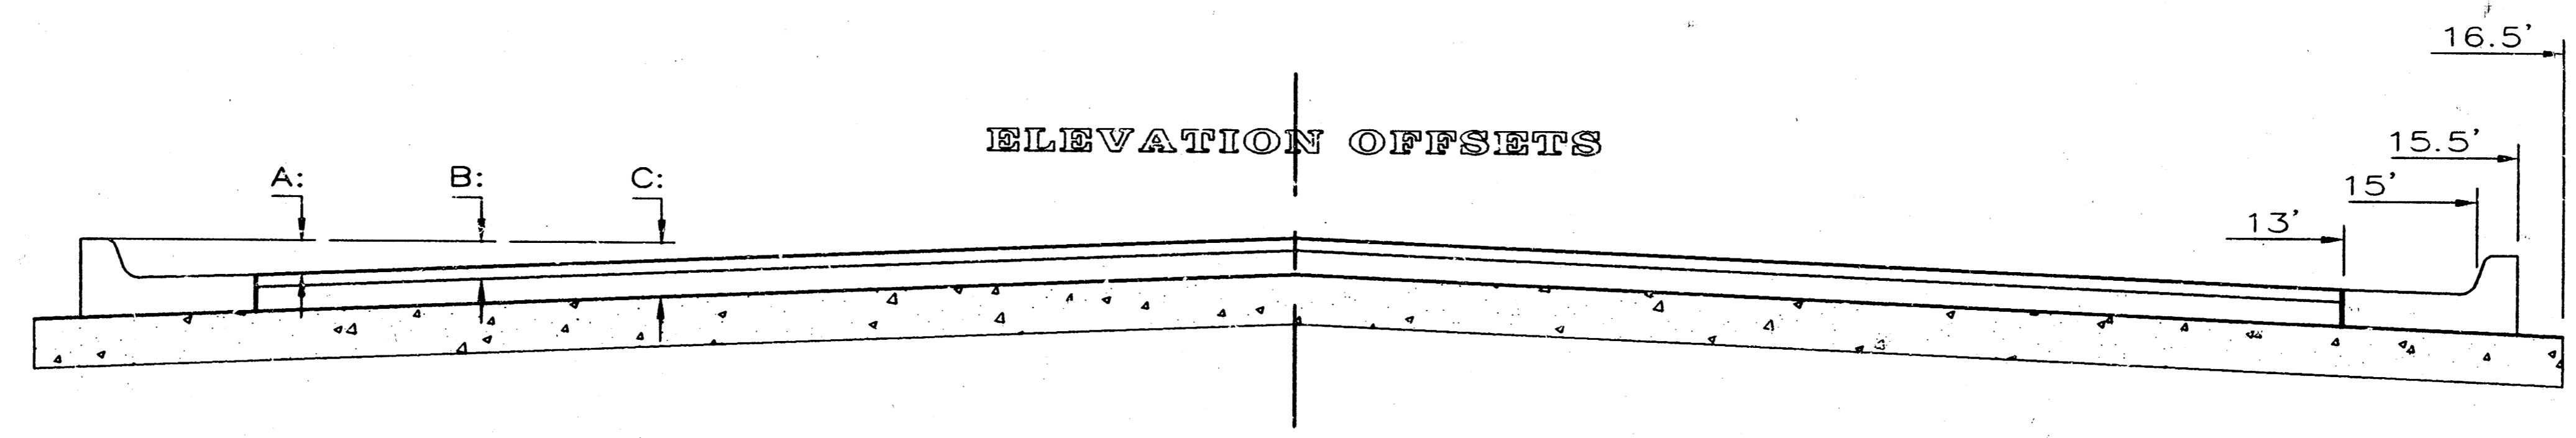 16.5'
ELEVATION OFFSETS
15.5'
A: B: C:
15'
13'